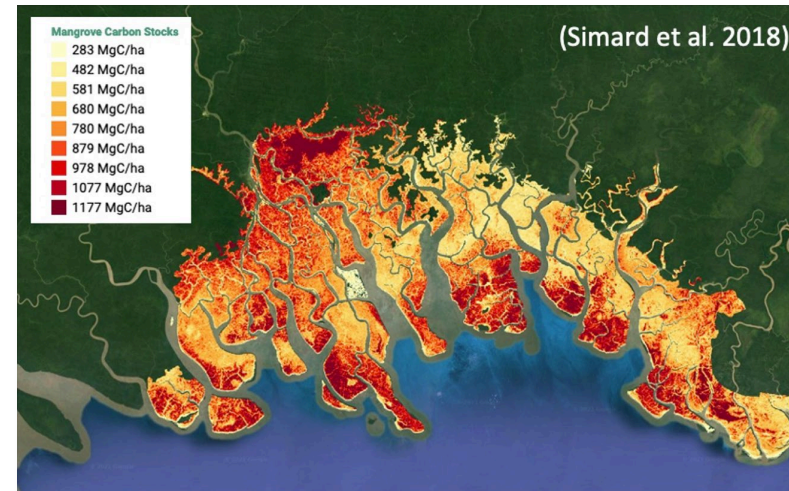 Mangrove Carbon Stocks
(Simard et al. 2018)
283 MgC/ha
482 MgC/ha
581 MgC/ha
680 MgC/ha
780 MgC/ha
879 MgC/ha
978 MgC/ha
1077 MgC/ha
1177 MgC/ha